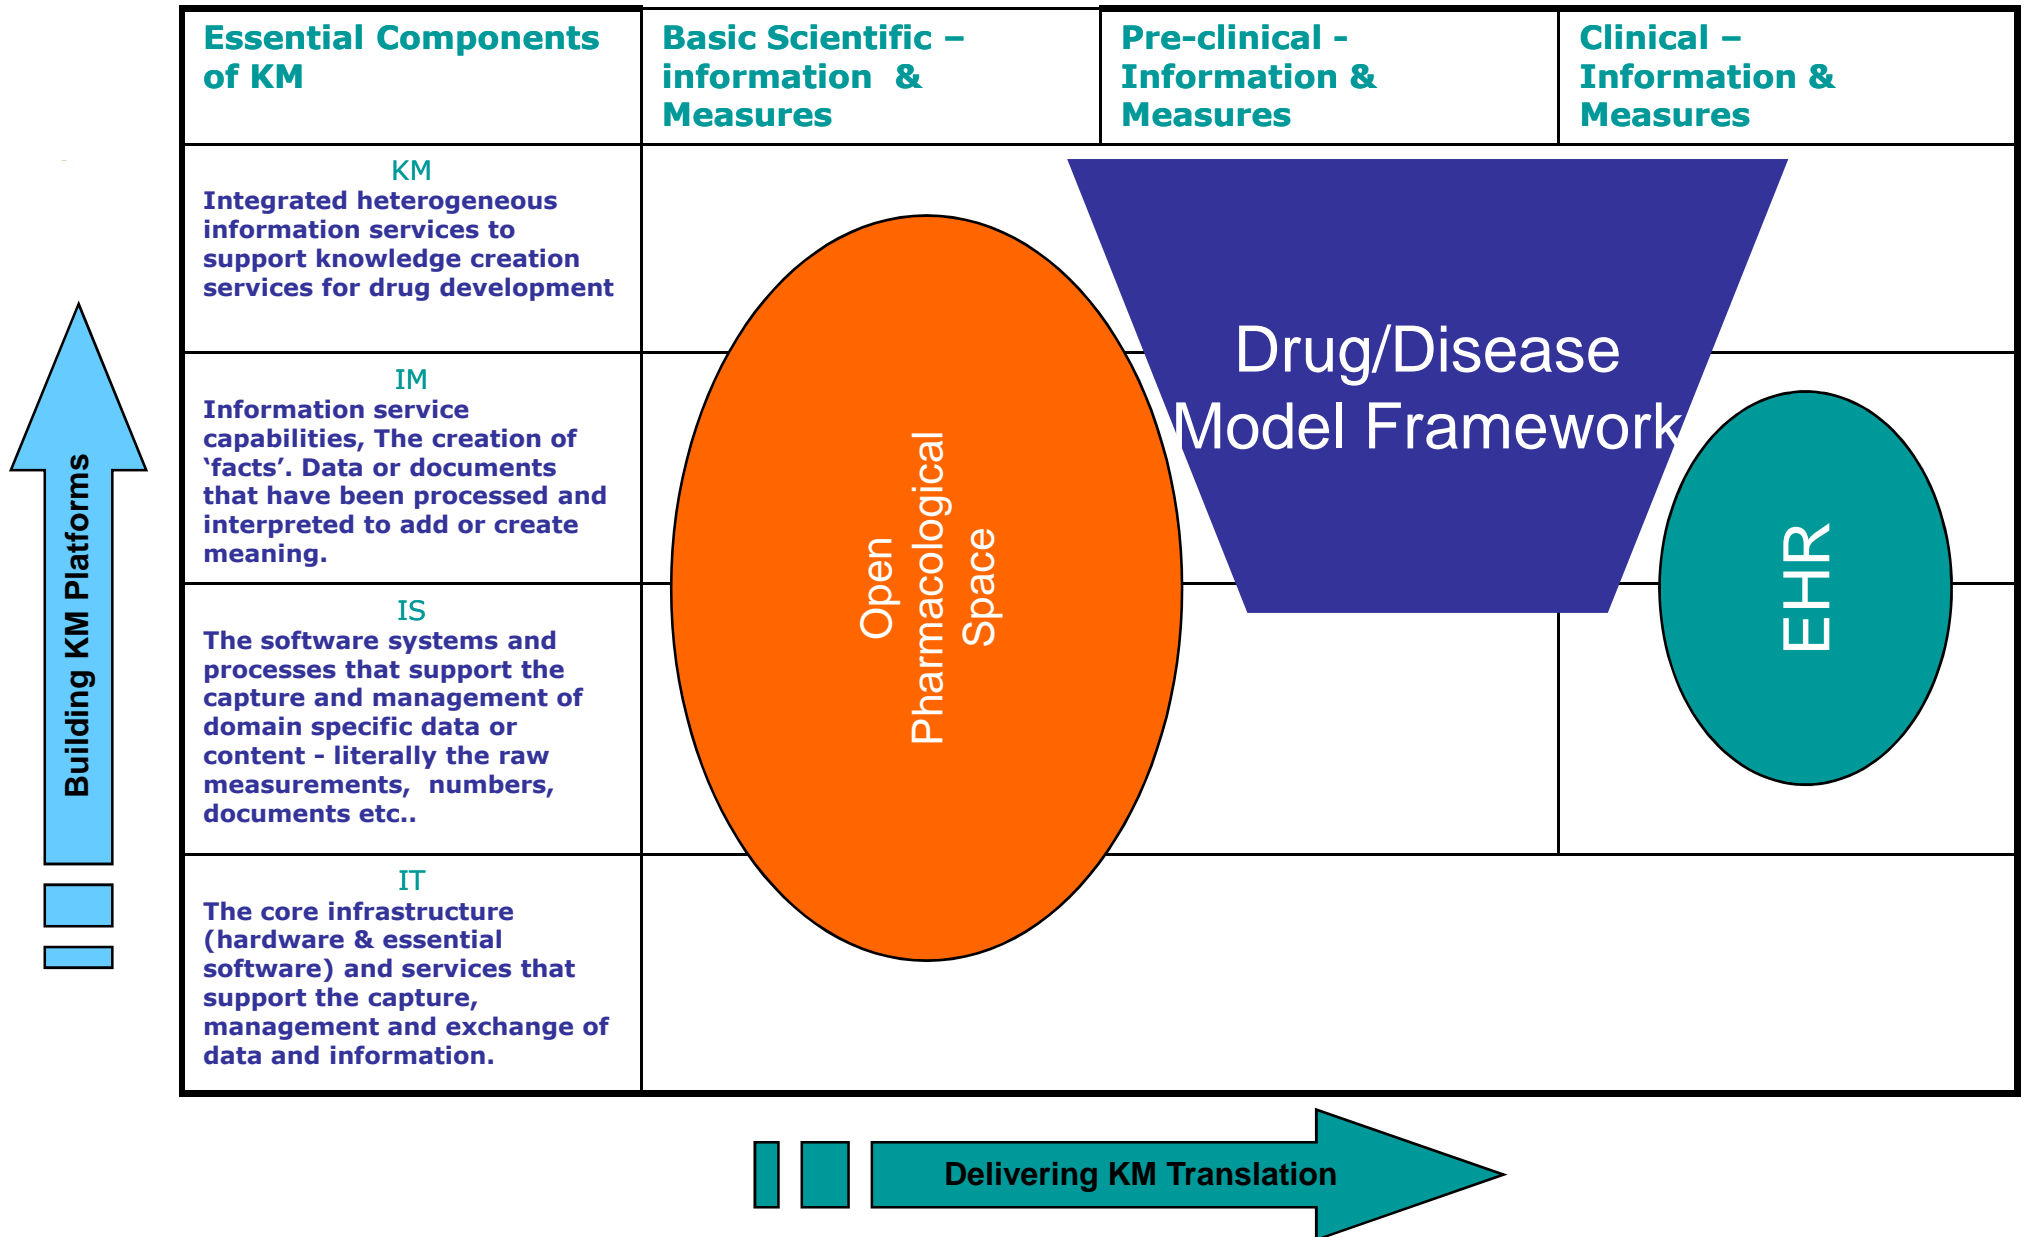 Essential Components
of KM
Basic Scientific –
information  &
Measures
Pre-clinical -
Information &
Measures
Clinical –
Information &
Measures
KM
Integrated heterogeneous
information services to
support knowledge creation
services for drug development
IM
Information service
capabilities, The creation of
‘facts’. Data or documents
that have been processed and
interpreted to add or create
meaning.
IS
The software systems and
processes that support the
capture and management of
domain specific data or
content - literally the raw
measurements,  numbers,
documents etc..
IT
The core infrastructure
(hardware & essential
software) and services that
support the capture,
management and exchange of
data and information.
Open
Pharmacological
Space
Drug/Disease
Model Framework
EHR
Building KM Platforms
Delivering KM Translation